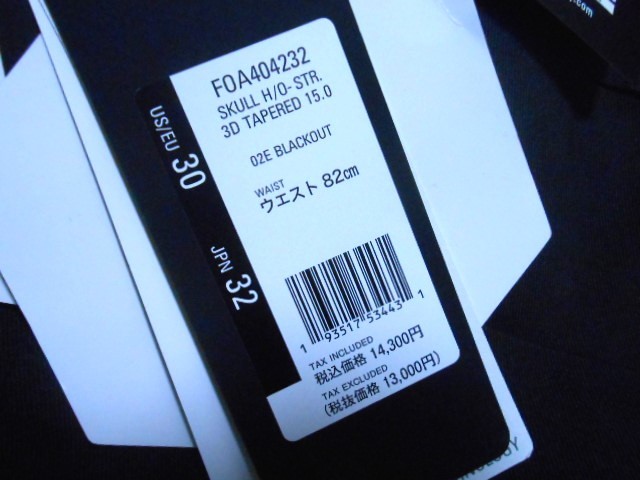 FOA404232
SKULL H/O- STR.
3D TAPERED 15.0
02E BLACKOUT
US/EU 30
WAIST
ウエスト 82cm
JPN 32
1 93517 53443 1
TAX INCLUDED
税込価格 14,300円
TAX EXCLUDED
(税抜価格 13,000円)